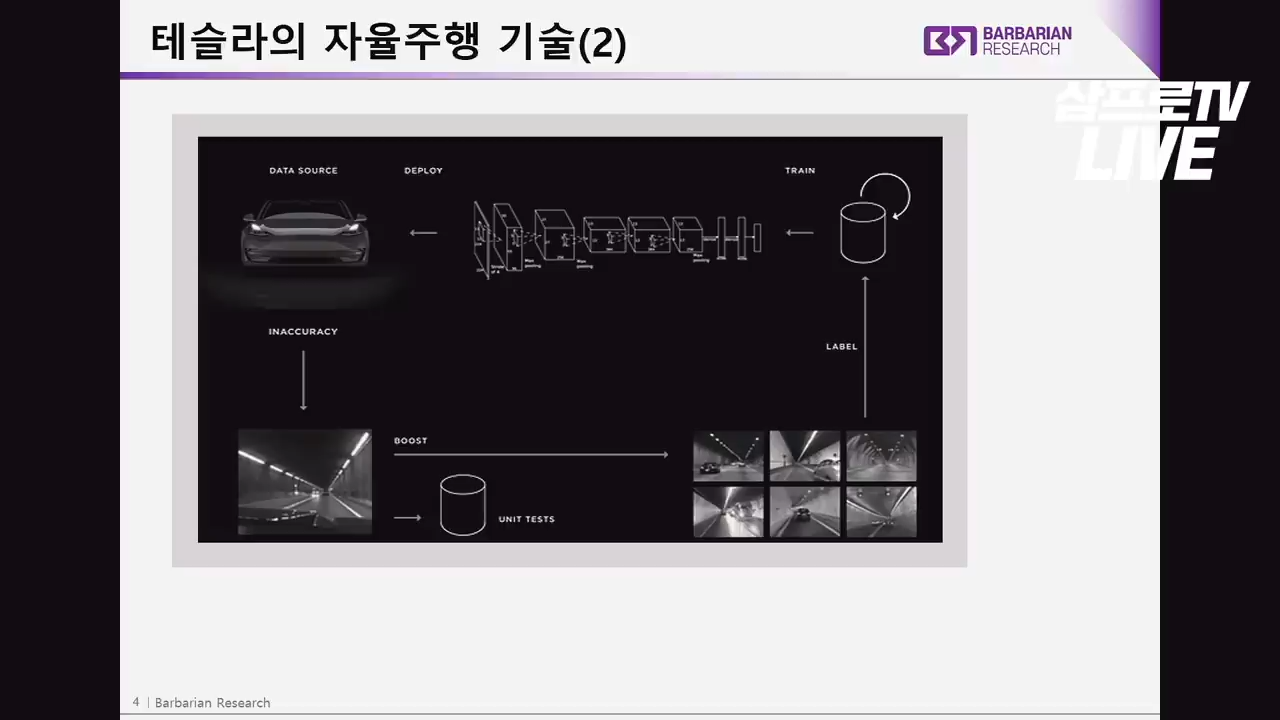 테슬라의 자율주행 기술(2)
BARBARIAN
RESEARCH
삼프로TV
LIVE
DATA SOURCE
DEPLOY
TRAIN
INACCURACY
LABEL
BOOST
UNIT TESTS
4 | Barbarian Research